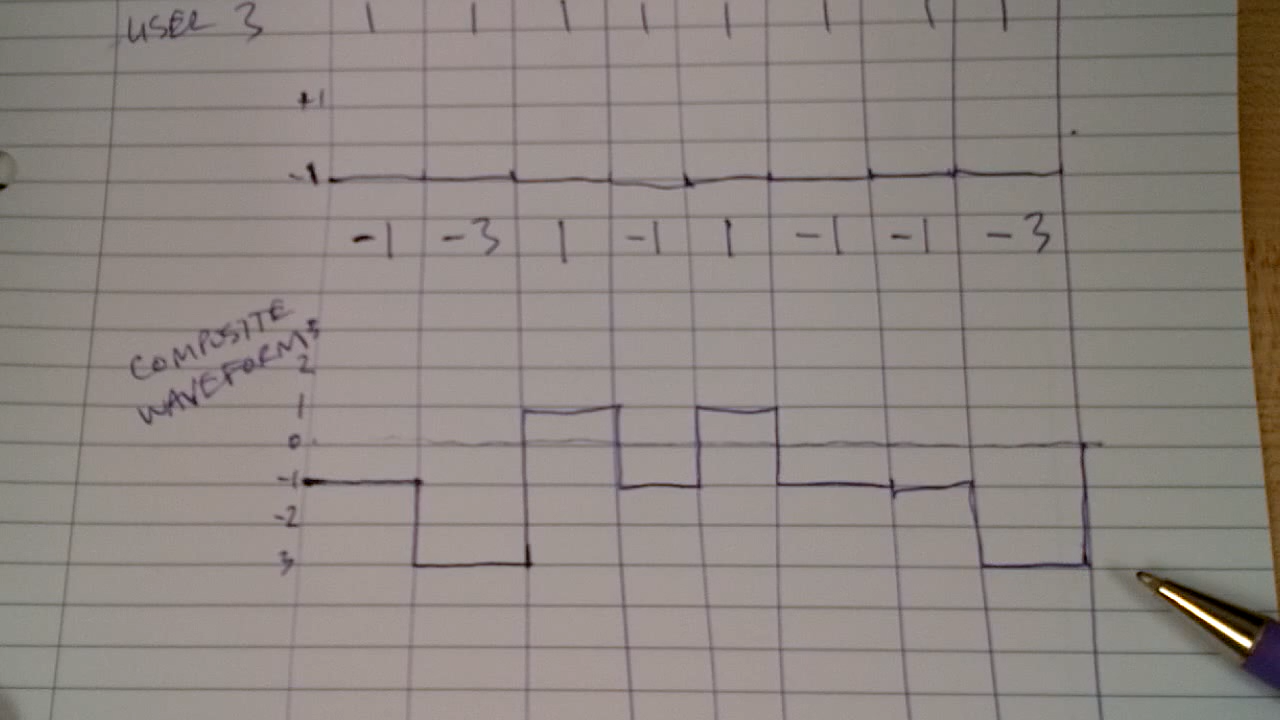 USER 3 1 1 1 1 1 1 1 1
+1
-1
-1 -3 1 -1 1 -1 -1 -3
COMPOSITE
WAVEFORMS
3
2
1
0
-1
-2
3